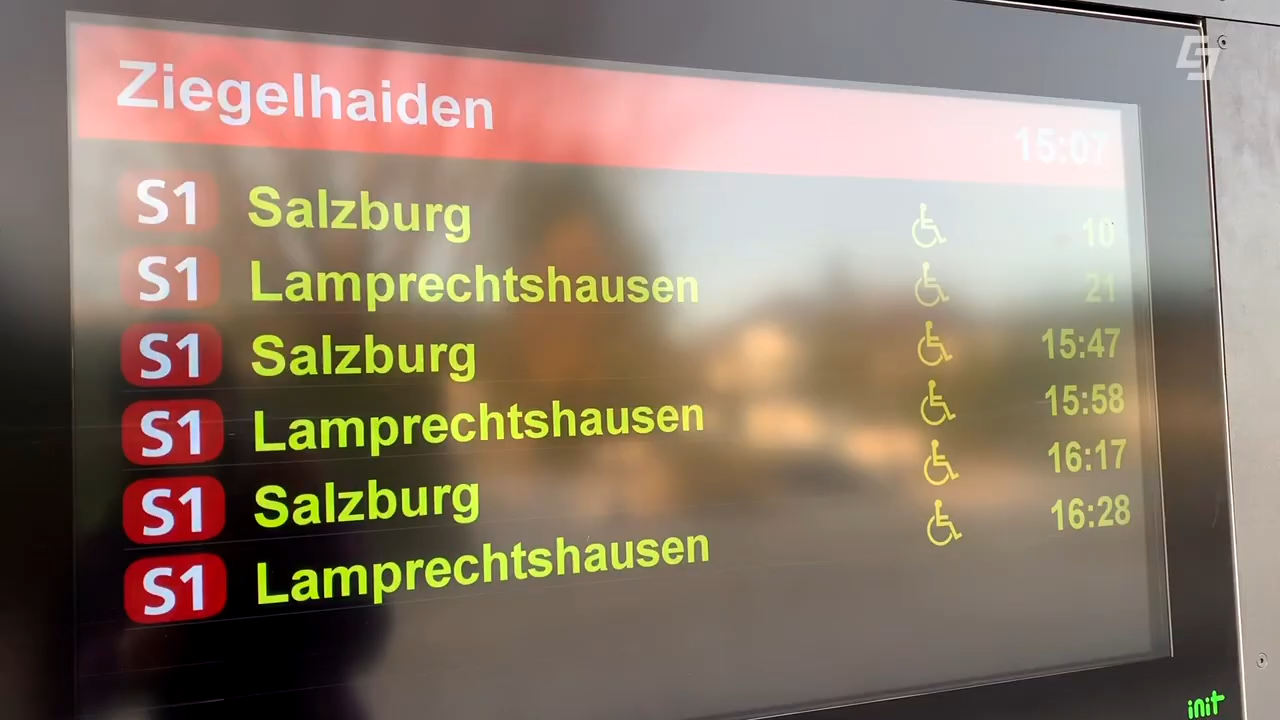 Ziegelhaiden 15:07
S1 Salzburg 10
S1 Lamprechtshausen 21
S1 Salzburg 15:47
S1 Lamprechtshausen 15:58
S1 Salzburg 16:17
S1 Lamprechtshausen 16:28
init